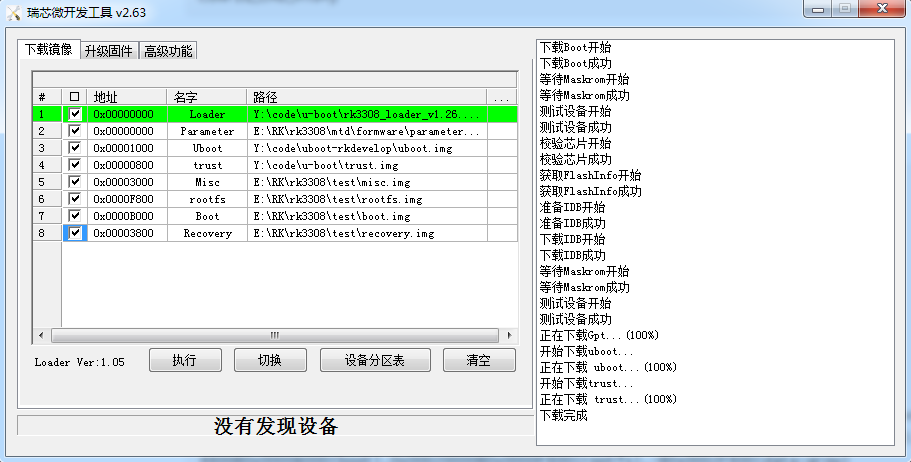 瑞芯微开发工具 v2.63
下载镜像 升级固件 高级功能
# 地址 名字 路径 ...
1 0x00000000 Loader Y:\code\u-boot\rk3308_loader_v1.26....
2 0x00000000 Parameter E:\RK\rk3308\mtd\formware\parameter...
3 0x00001000 Uboot Y:\code\uboot-rkdevelop\uboot.img
4 0x00000800 trust Y:\code\u-boot\trust.img
5 0x00003000 Misc E:\RK\rk3308\test\misc.img
6 0x0000F800 rootfs E:\RK\rk3308\test\rootfs.img
7 0x0000B000 Boot E:\RK\rk3308\test\boot.img
8 0x00003800 Recovery E:\RK\rk3308\test\recovery.img
Loader Ver:1.05 执行 切换 设备分区表 清空
没有发现设备
下载Boot开始
下载Boot成功
等待Maskrom开始
等待Maskrom成功
测试设备开始
测试设备成功
校验芯片开始
校验芯片成功
获取FlashInfo开始
获取FlashInfo成功
准备IDB开始
准备IDB成功
下载IDB开始
下载IDB成功
等待Maskrom开始
等待Maskrom成功
测试设备开始
测试设备成功
正在下载Gpt...(100%)
开始下载uboot...
正在下载 uboot...(100%)
开始下载trust...
正在下载 trust...(100%)
下载完成